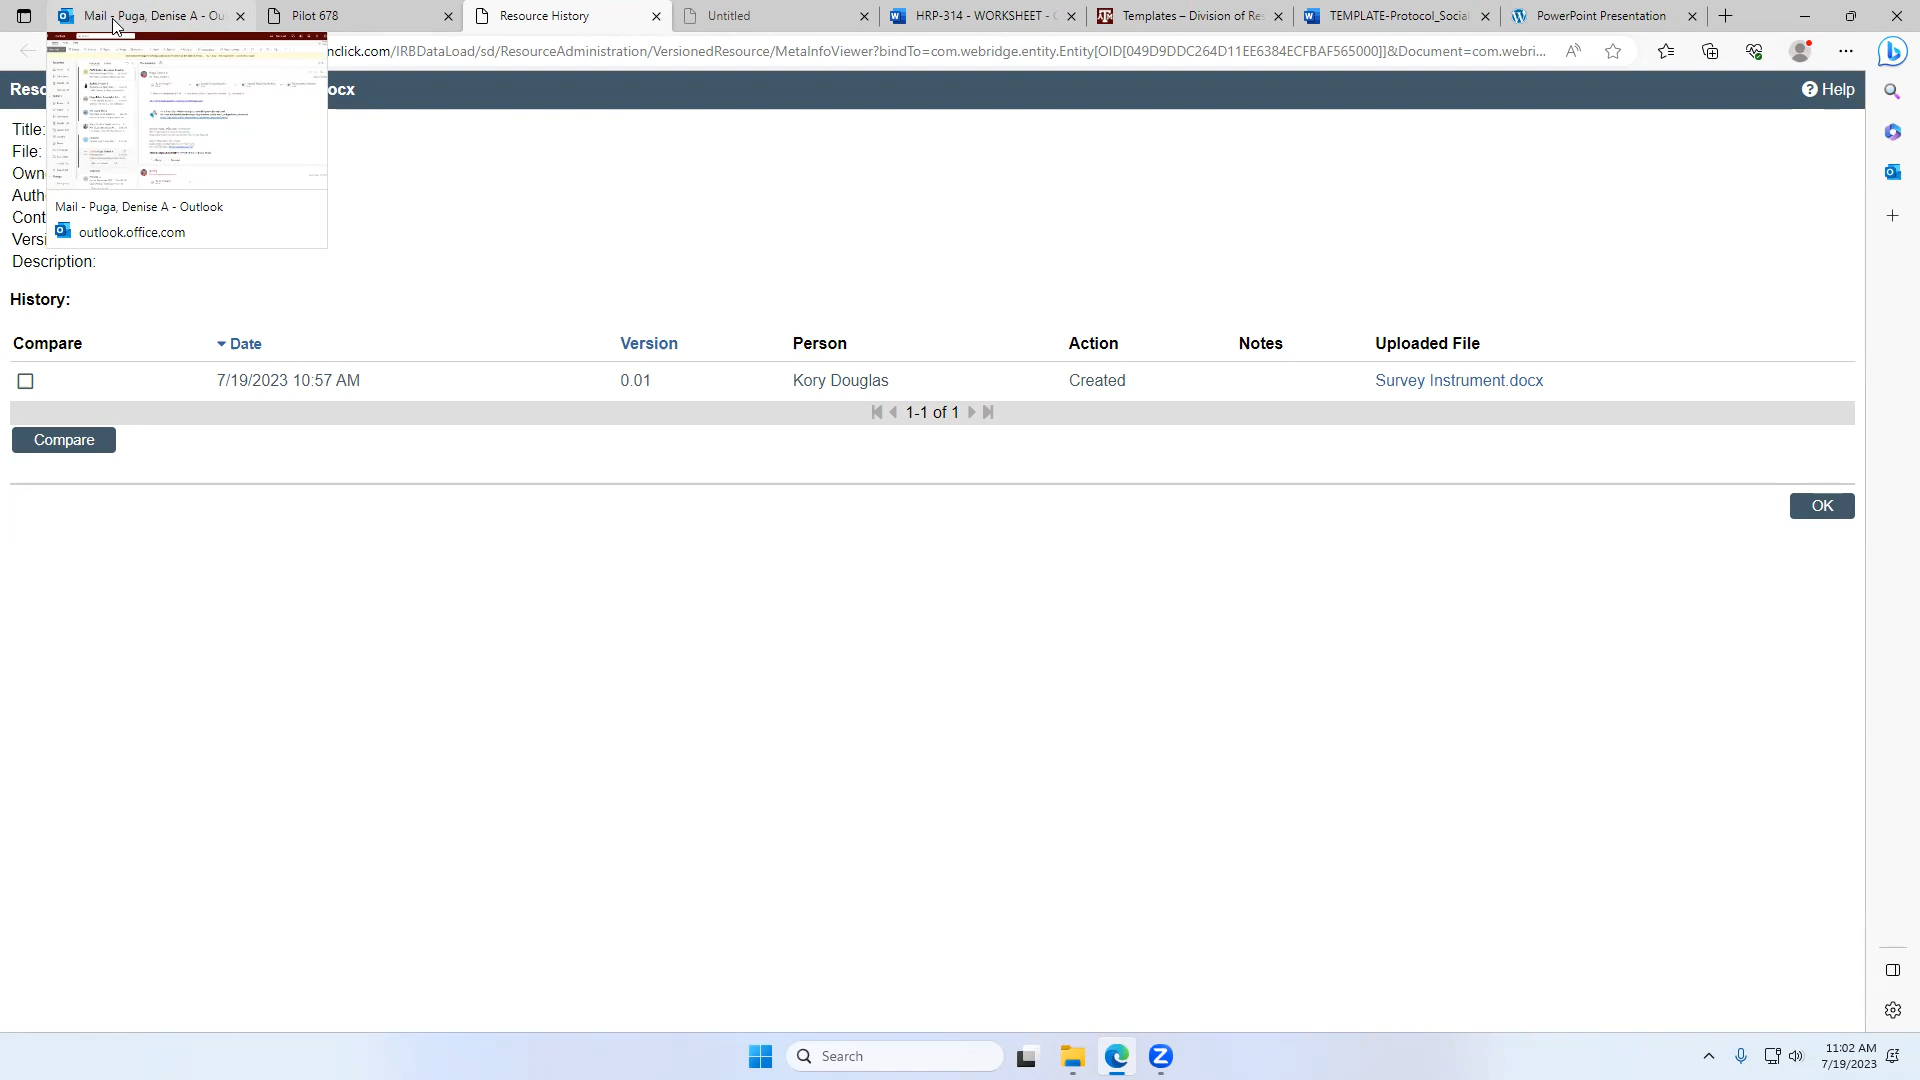 Mail - Puga, Denise A - Ou
Pilot 678
Resource History
Untitled
HRP-314 - WORKSHEET -
Templates – Division of Res
TEMPLATE-Protocol_Social
PowerPoint Presentation
nclick.com/IRBDataLoad/sd/ResourceAdministration/VersionedResource/MetaInfoViewer?bindTo=com.webridge.entity.Entity[OID[049D9DDC264D11EE6384ECFBAF565000]]&Document=com.webri...
Reso
ocx
Help
Title:
File:
Own
Auth
Cont
Versi
Mail - Puga, Denise A - Outlook
outlook.office.com
Description:
History:
Compare Date Version Person Action Notes Uploaded File
7/19/2023 10:57 AM 0.01 Kory Douglas Created Survey Instrument.docx
1-1 of 1
Compare
OK
Search
11:02 AM
7/19/2023